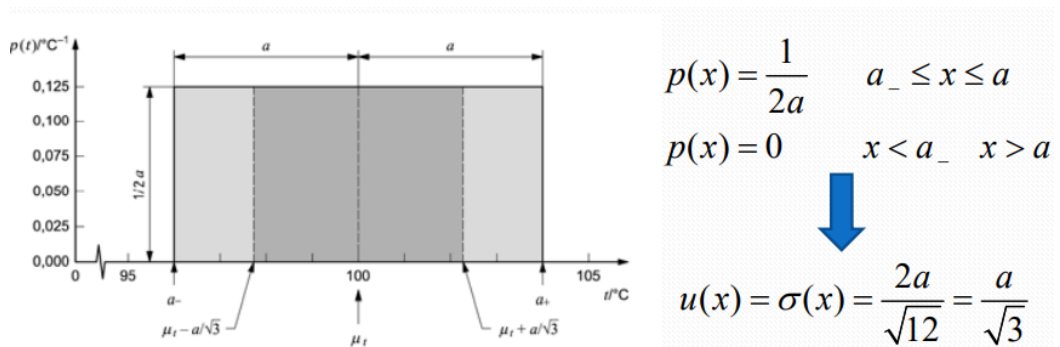 p(t)/°C⁻¹
a a
0,125
0,100
0,075
0,050
0,025
0,000
1/2 a
0 95 100 105
t/°C
a- a+
μₜ − a/√3 μₜ + a/√3
μₜ
p(x) = 1/2a a₋ ≤ x ≤ a
p(x) = 0 x < a₋ x > a
u(x) = σ(x) = 2a/√12 = a/√3